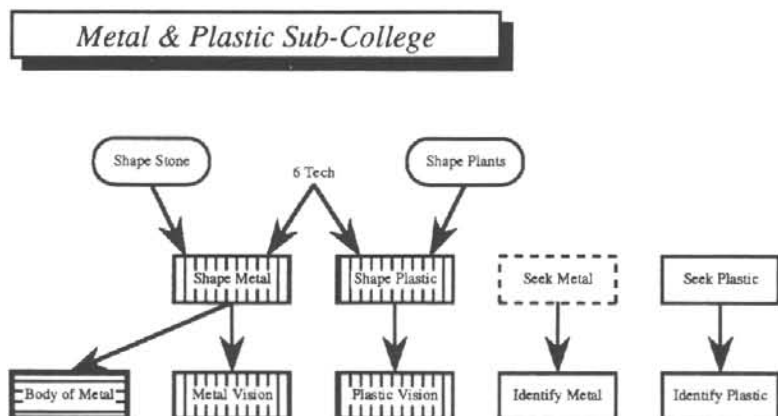 Metal & Plastic Sub-College
Shape Stone
6 Tech
Shape Plants
Shape Metal
Shape Plastic
Seek Metal
Seek Plastic
Body of Metal
Metal Vision
Plastic Vision
Identify Metal
Identify Plastic